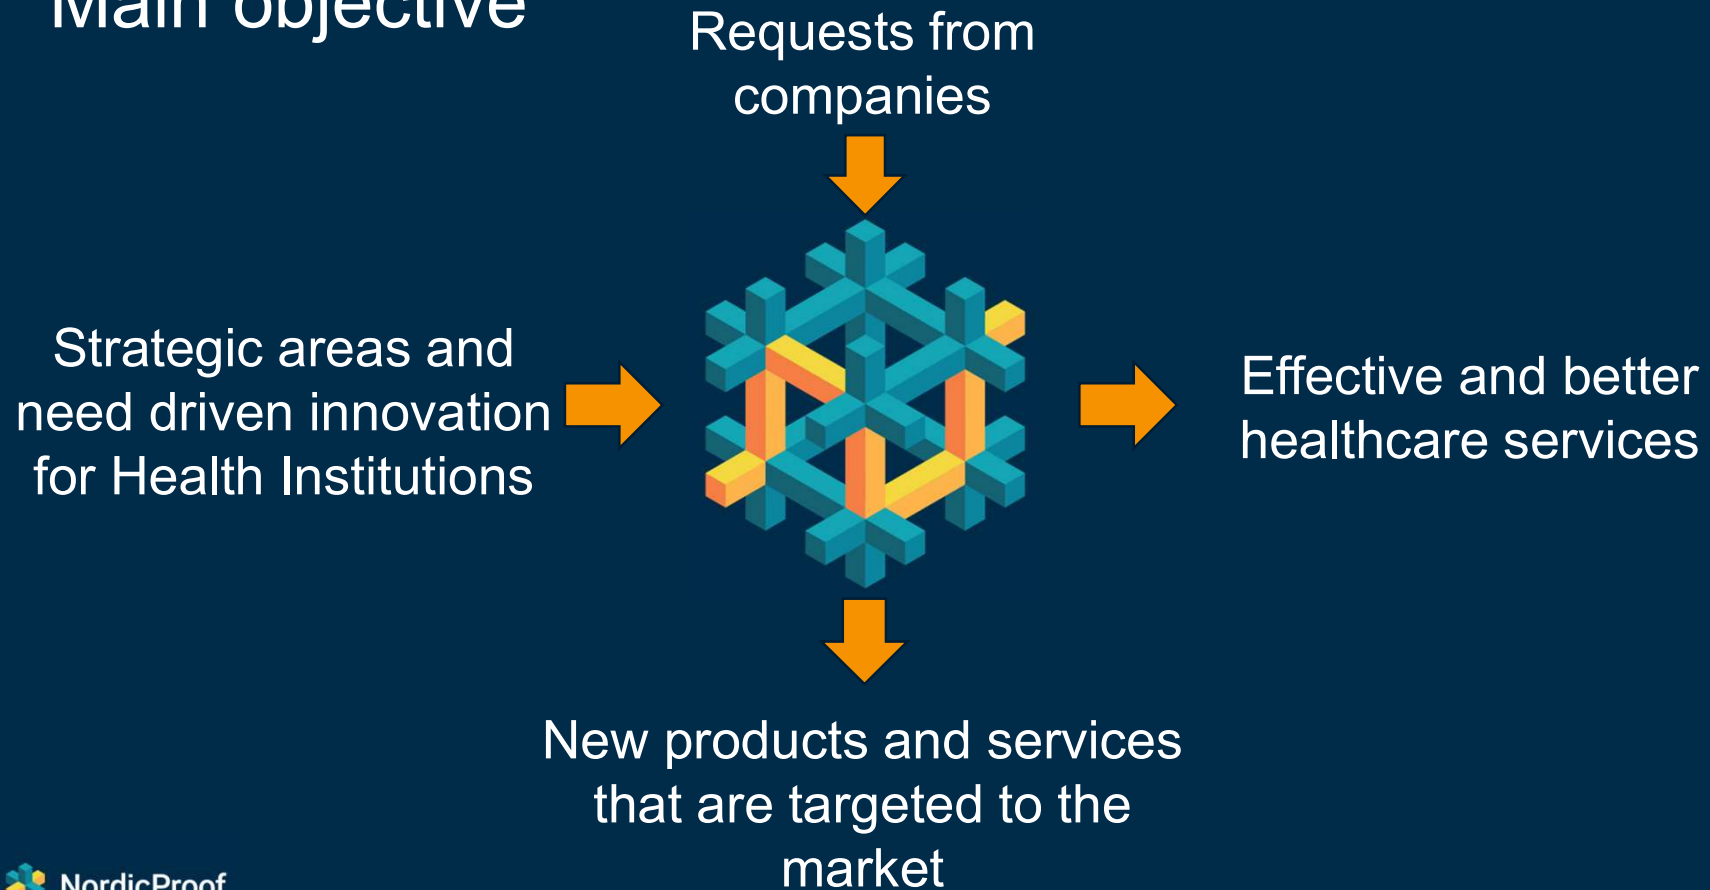 Main objective
Requests from
companies
Strategic areas and
need driven innovation
for Health Institutions
Effective and better
healthcare services
New products and services
that are targeted to the
market
NordicProof